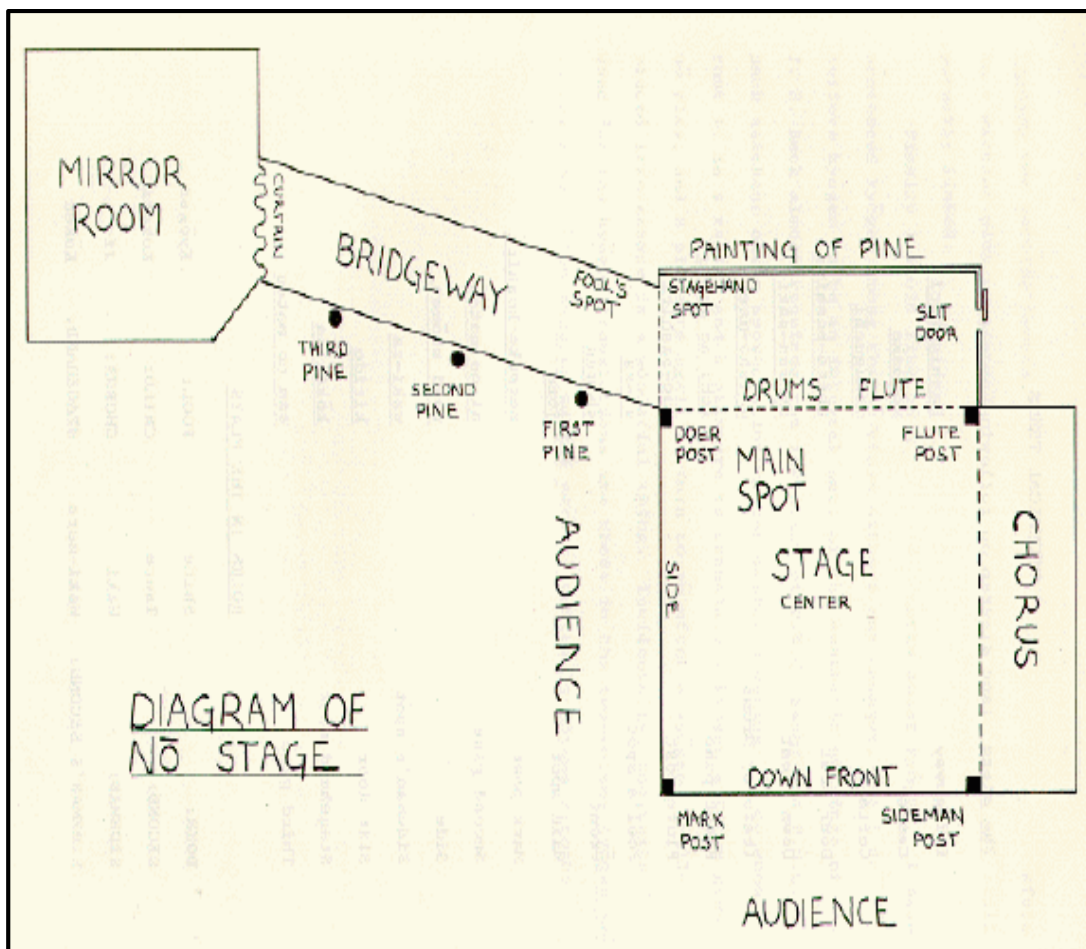 MIRROR
ROOM
CURTAIN
BRIDGEWAY
PAINTING OF PINE
FOOL'S
SPOT
STAGEHAND
SPOT
SLIT
DOOR
THIRD
PINE
SECOND
PINE
FIRST
PINE
DRUMS FLUTE
DOER
POST
FLUTE
POST
MAIN
SPOT
STAGE
CENTER
SIDE
CHORUS
AUDIENCE
DIAGRAM OF
NŌ STAGE
DOWN FRONT
MARK
POST
SIDEMAN
POST
AUDIENCE